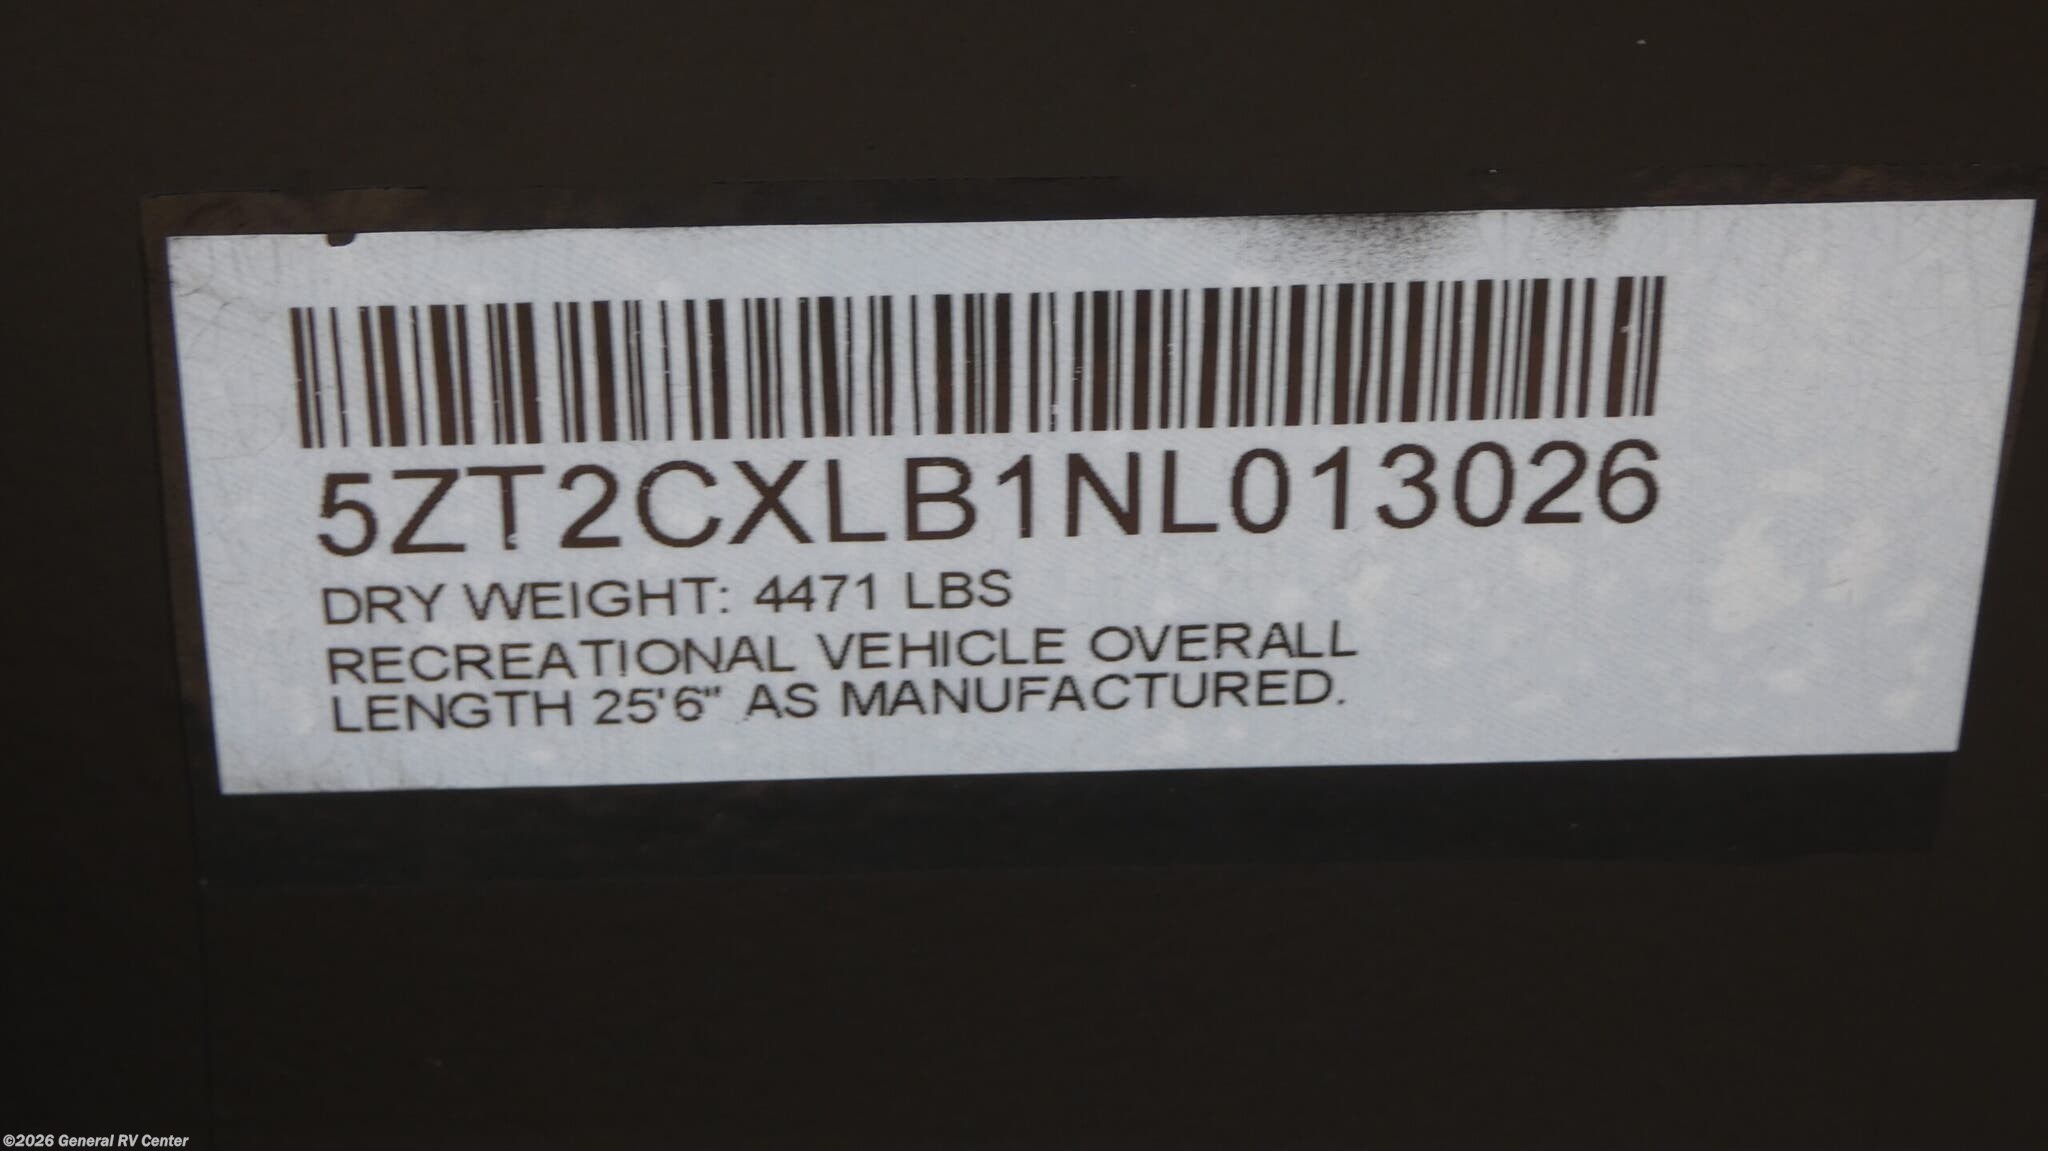 5ZT2CXLB1NL013026
DRY WEIGHT: 4471 LBS
RECREATIONAL VEHICLE OVERALL
LENGTH 25'6" AS MANUFACTURED.
©2026 General RV Center